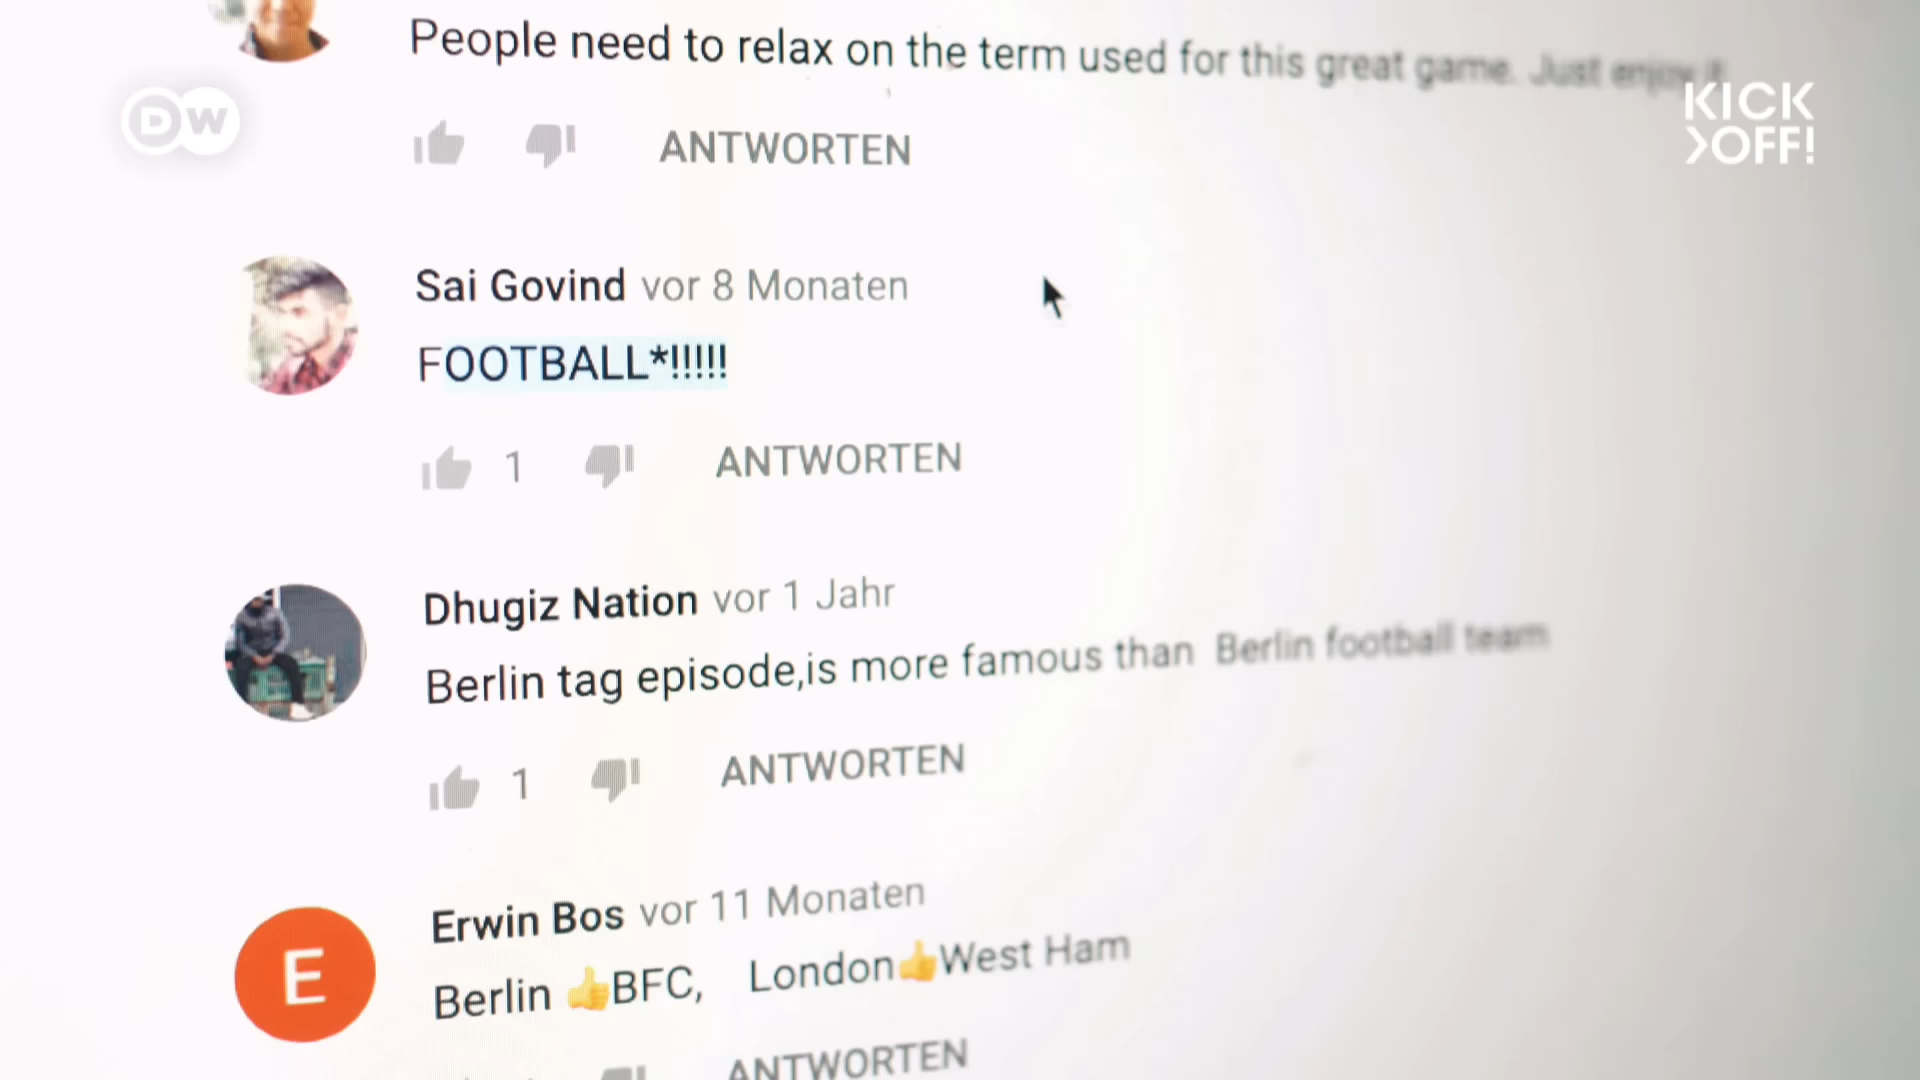 People need to relax on the term used for this great game. Just enjoy it
DW
KICK
OFF!
ANTWORTEN
Sai Govind vor 8 Monaten
FOOTBALL*!!!!!
1 ANTWORTEN
Dhugiz Nation vor 1 Jahr
Berlin tag episode,is more famous than Berlin football team
1 ANTWORTEN
E
Erwin Bos vor 11 Monaten
Berlin 👍BFC, London👍West Ham
ANTWORTEN